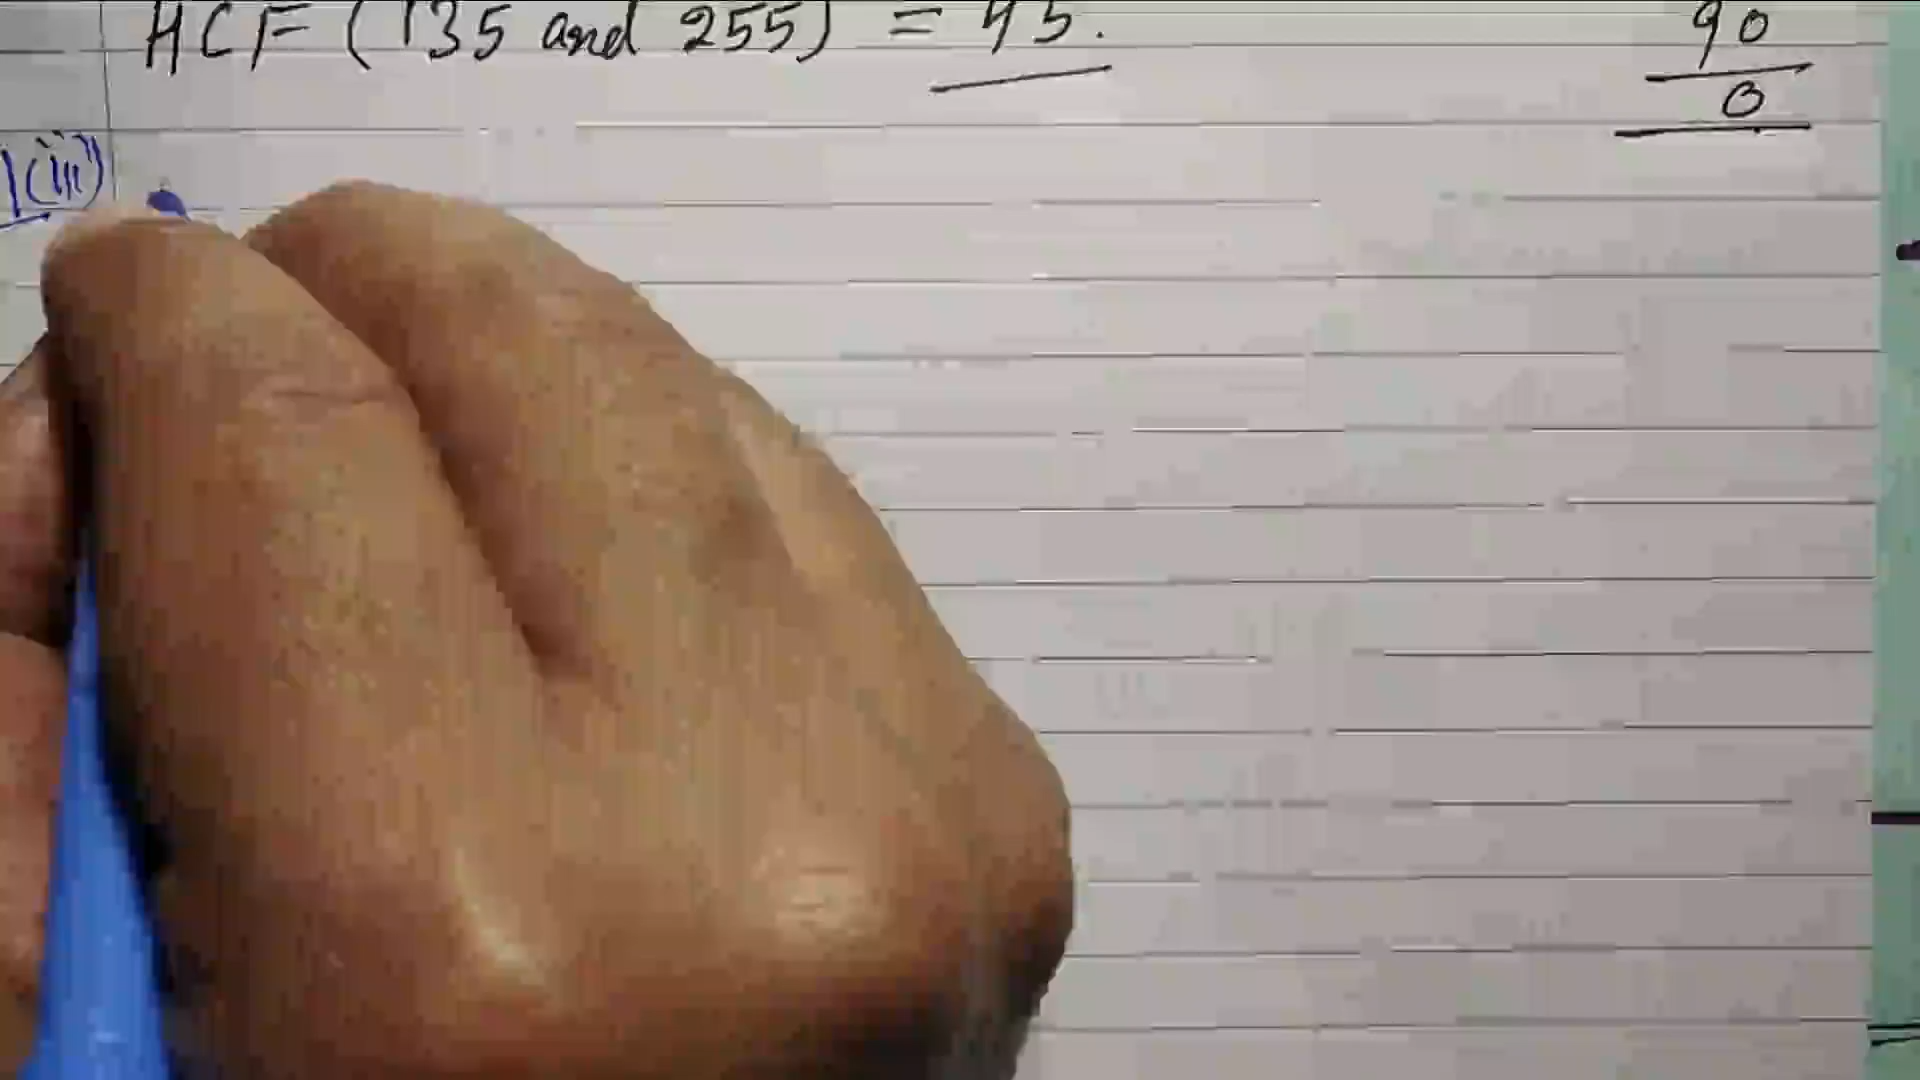 HCF (135 and 255) = 45.
90
0
1(iii)